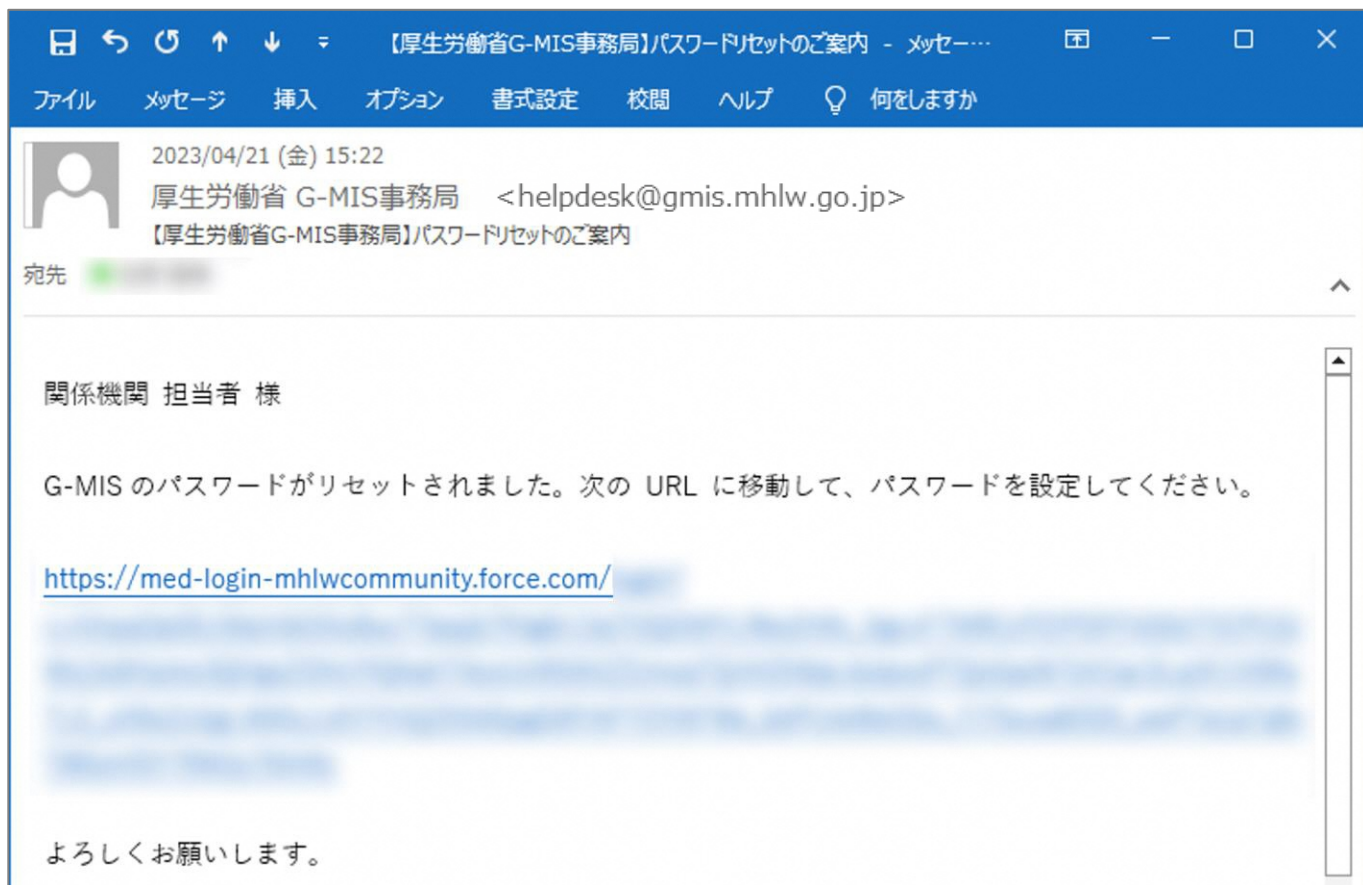 【厚生労働省G-MIS事務局】パスワードリセットのご案内 - メッセー…
ファイル メッセージ 挿入 オプション 書式設定 校閲 ヘルプ 何をしますか
2023/04/21 (金) 15:22
厚生労働省 G-MIS事務局 <helpdesk@gmis.mhlw.go.jp>
【厚生労働省G-MIS事務局】パスワードリセットのご案内
宛先
関係機関 担当者 様
G-MIS のパスワードがリセットされました。次の URL に移動して、パスワードを設定してください。
https://med-login-mhlwcommunity.force.com/
よろしくお願いします。